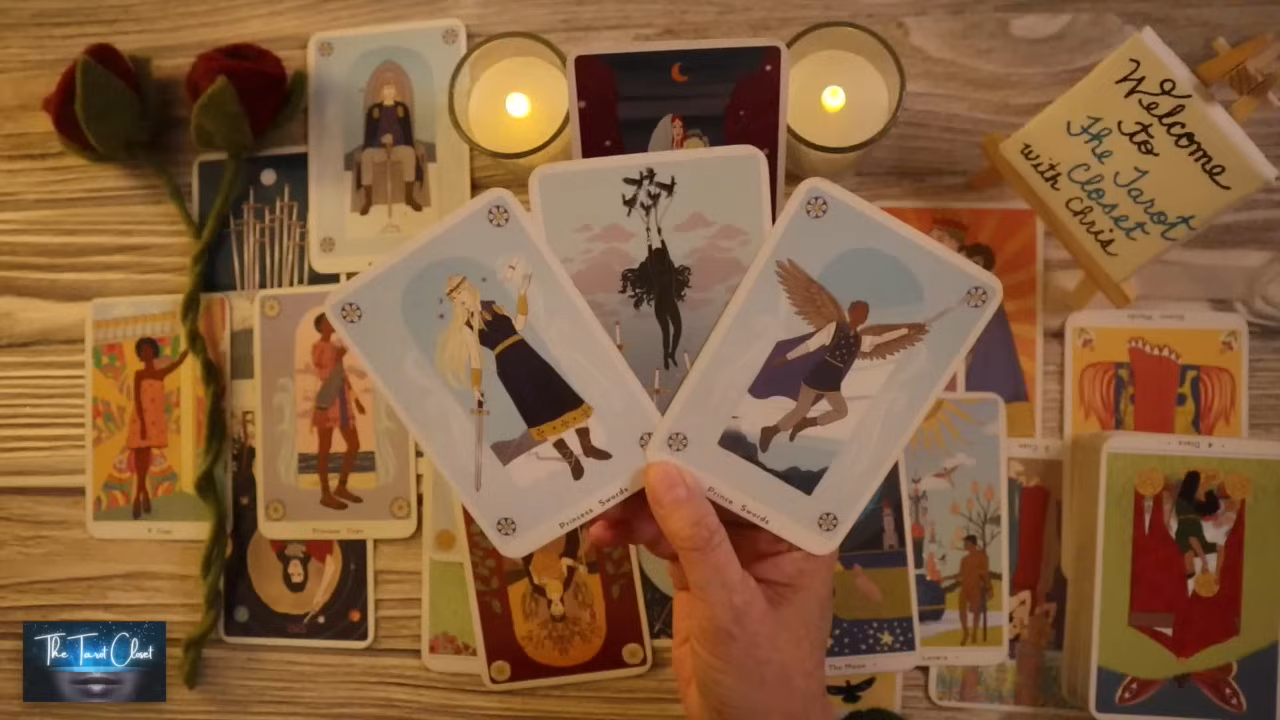 Welcome
to
The Tarot
Closet
with Chris
Princess Swords
Prince Swords
The Moon
The Tarot Closet